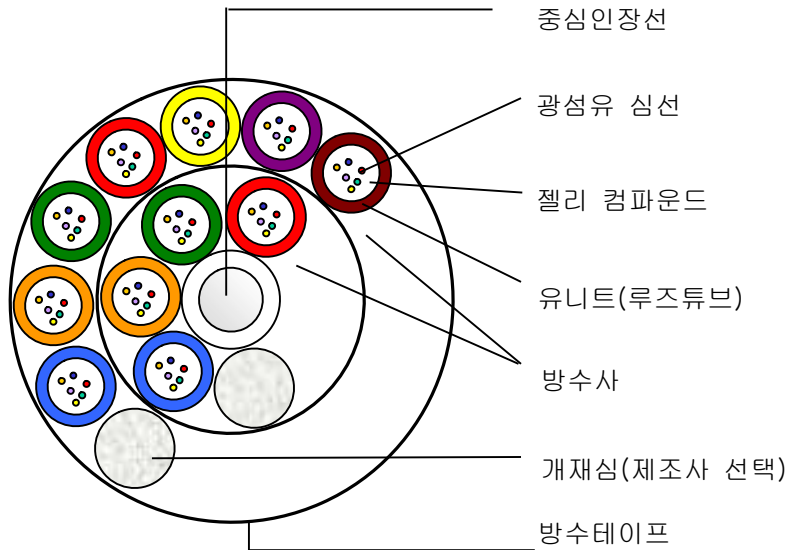 중심인장선
광섬유 심선
젤리 컴파운드
유니트(루즈튜브)
방수사
개재심(제조사 선택)
방수테이프